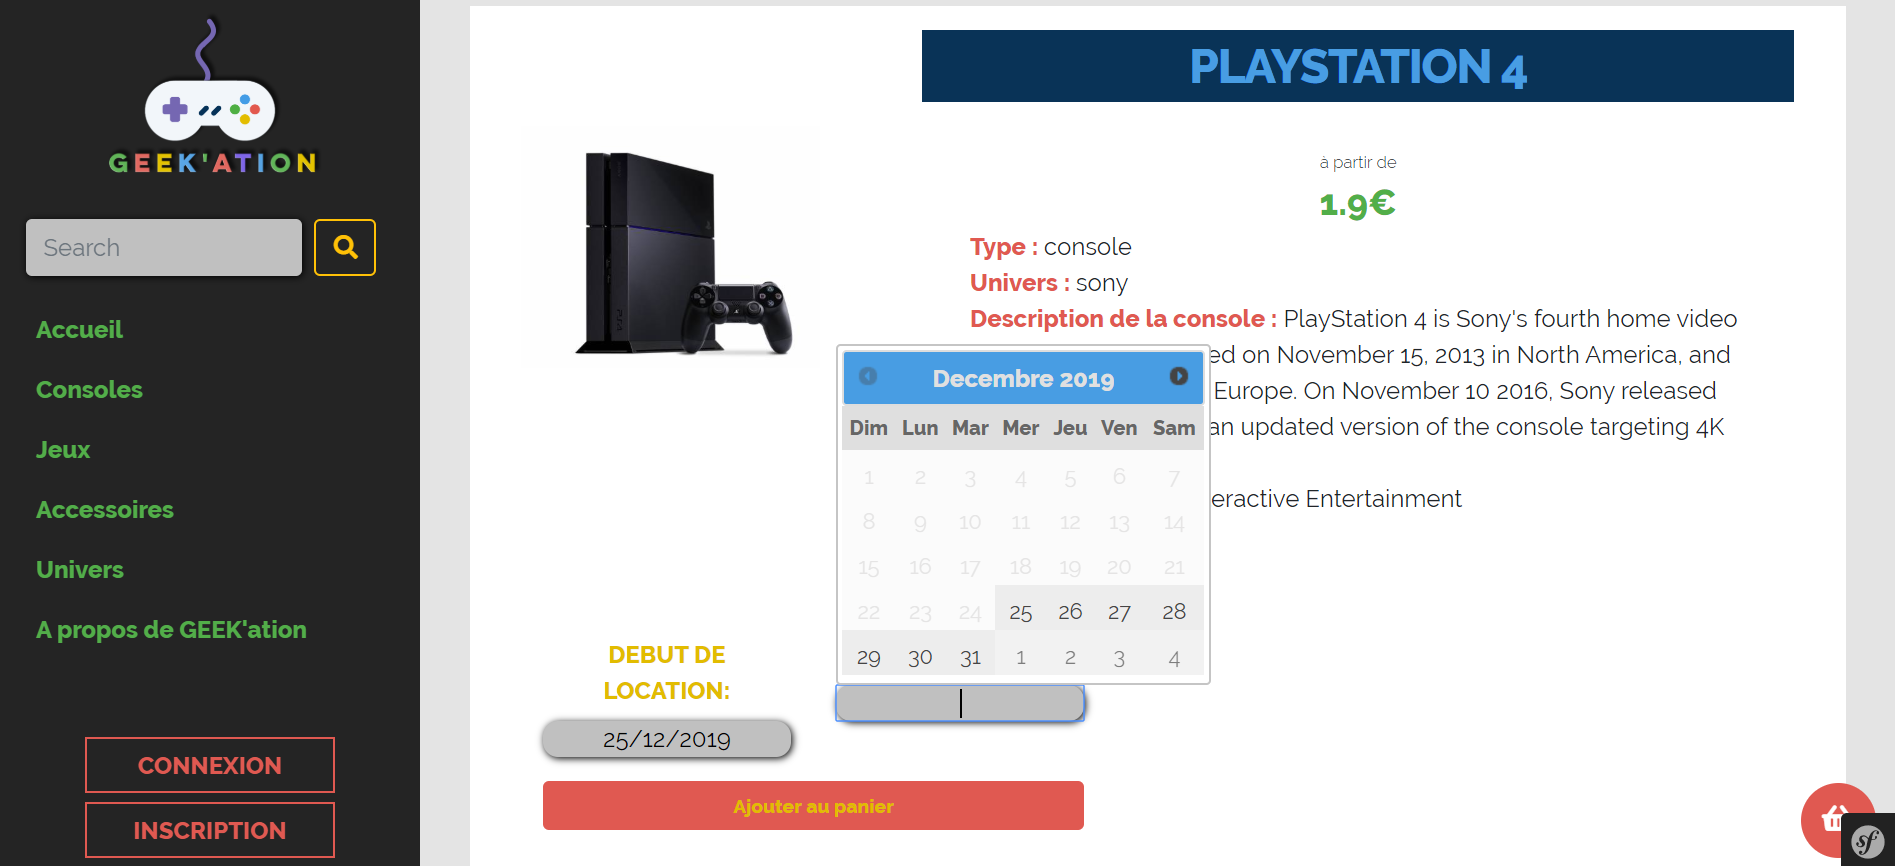 GEEK'ATION
Search
Accueil
Consoles
Jeux
Accessoires
Univers
A propos de GEEK'ation
CONNEXION
INSCRIPTION
PLAYSTATION 4
à partir de
1.9€
Type : console
Univers : sony
Description de la console : PlayStation 4 is Sony's fourth home video
ed on November 15, 2013 in North America, and
Europe. On November 10 2016, Sony released
an updated version of the console targeting 4K
eractive Entertainment
Decembre 2019
Dim Lun Mar Mer Jeu Ven Sam
1 2 3 4 5 6 7
8 9 10 11 12 13 14
15 16 17 18 19 20 21
22 23 24 25 26 27 28
29 30 31 1 2 3 4
DEBUT DE
LOCATION:
25/12/2019
Ajouter au panier
sf